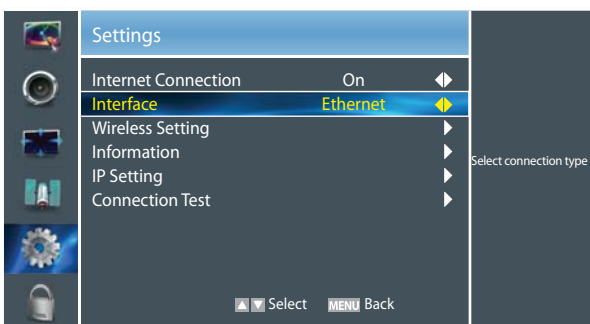 Settings
Internet Connection On
Interface Ethernet
Wireless Setting
Information
IP Setting
Connection Test
Select connection type
Select MENU Back